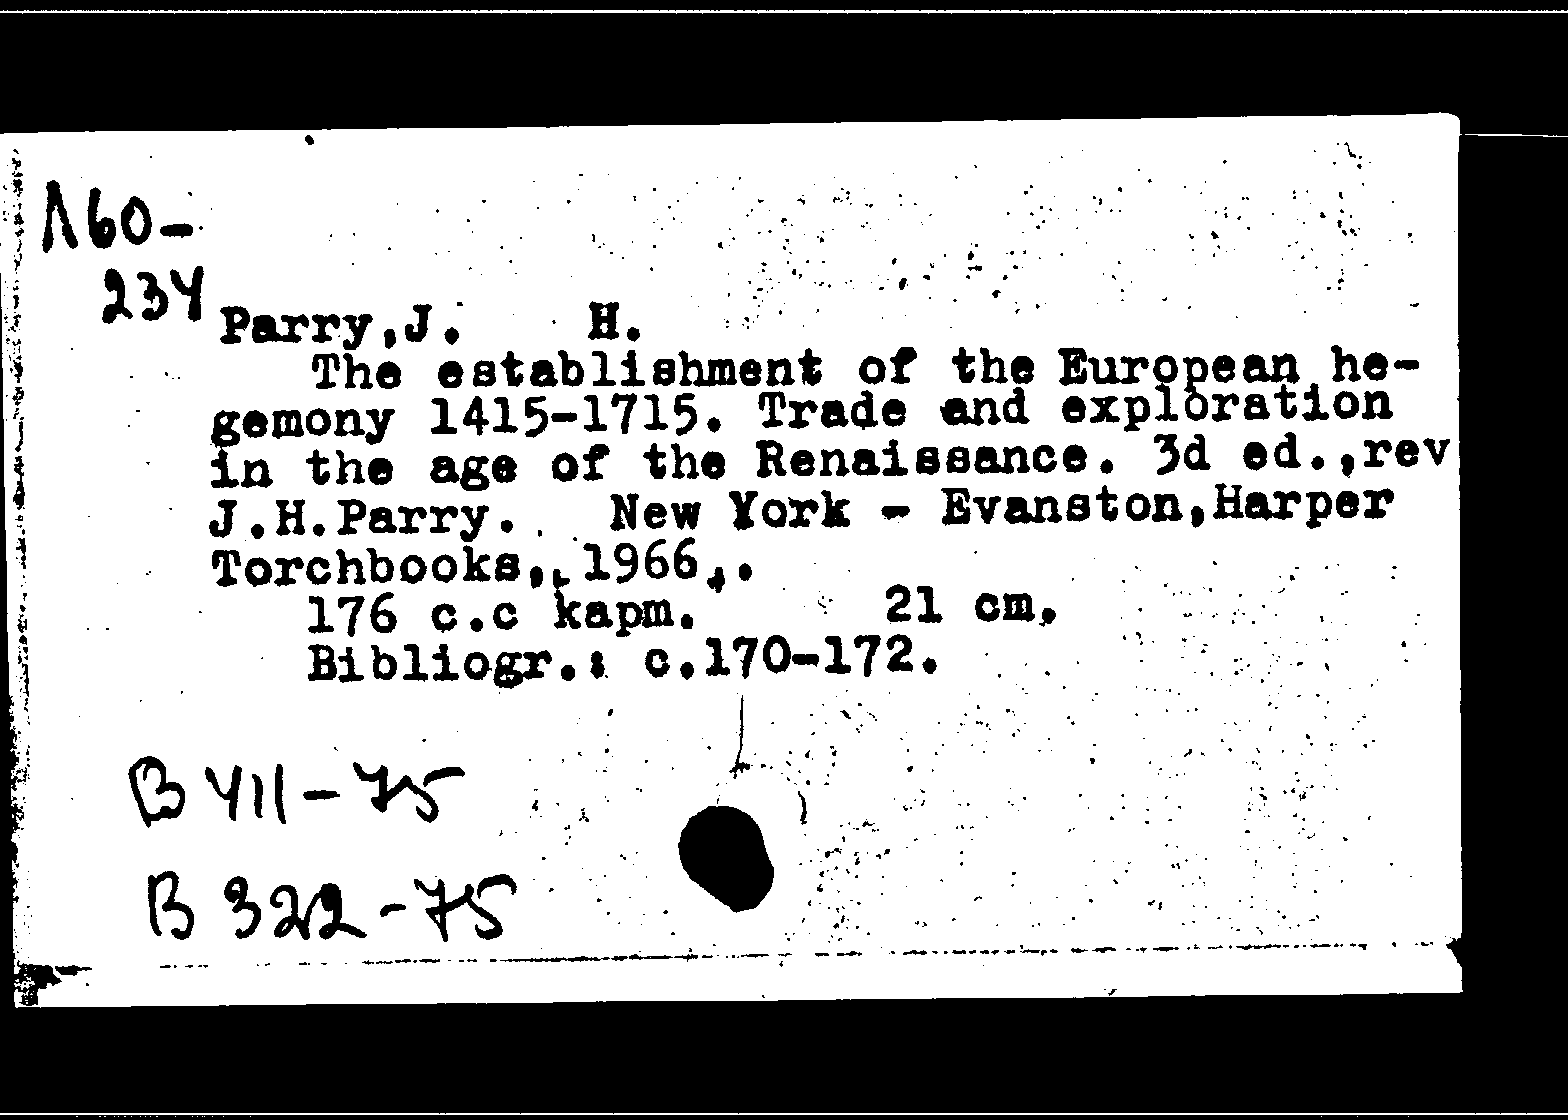 Л60-
234
Parry,J. H.
The establishment of the European he-
gemony 1415-1715. Trade and exploration
in the age of the Renaissance. 3d ed.,rev
J.H.Parry. New York - Evanston,Harper
Torchbooks, 1966.
176 с.с карт. 21 cm.
Bibliogr.: c.170-172.
В 411-75
В 322-75